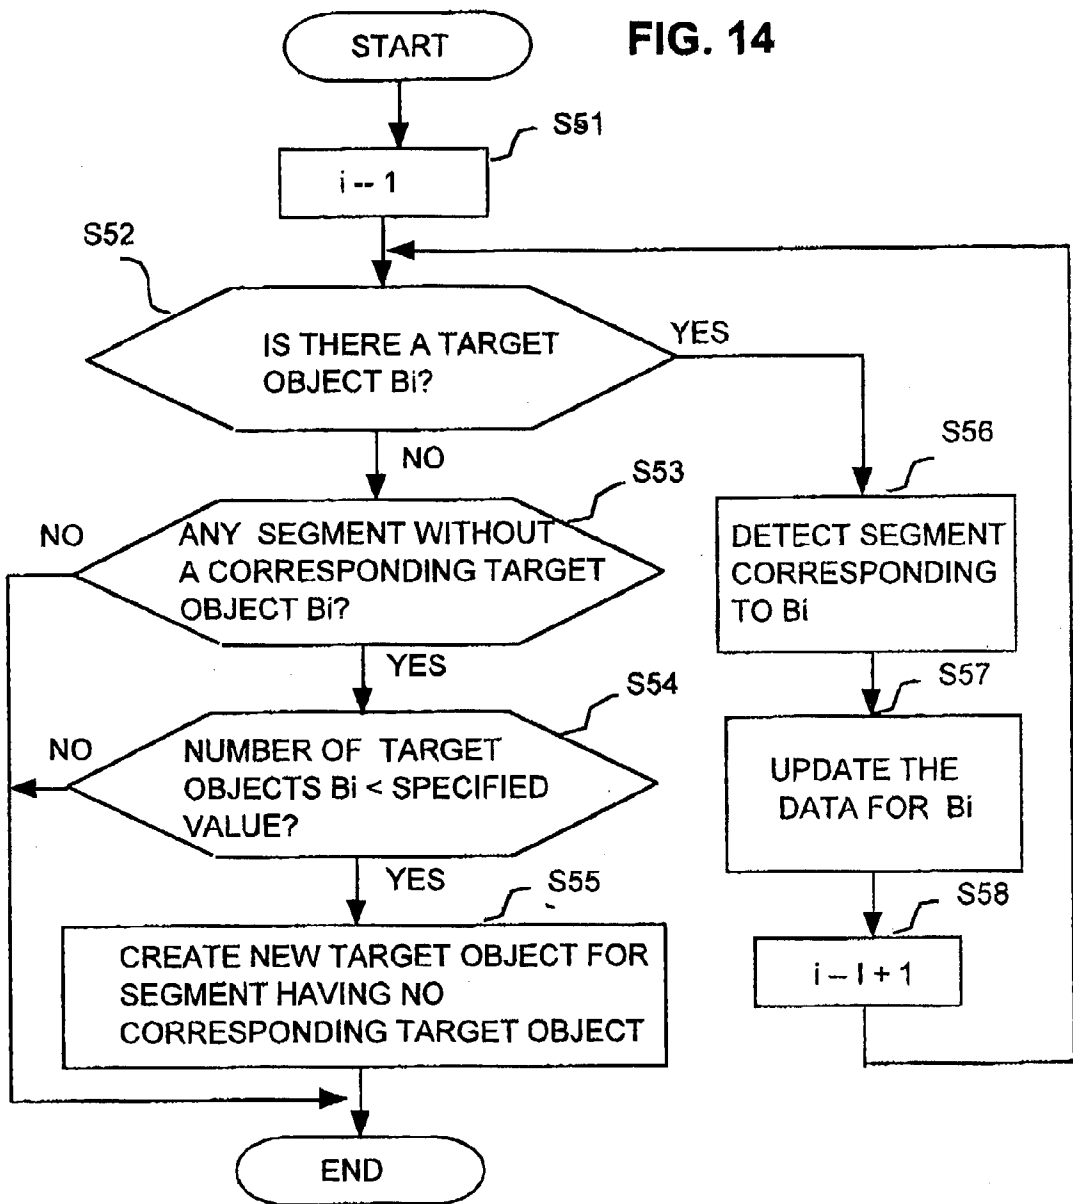 FIG. 14
START
S51
i -- 1
S52
IS THERE A TARGET
OBJECT Bi?
YES
NO
S53
NO
ANY SEGMENT WITHOUT
A CORRESPONDING TARGET
OBJECT Bi?
YES
S54
NO
NUMBER OF TARGET
OBJECTS Bi < SPECIFIED
VALUE?
YES
S55
CREATE NEW TARGET OBJECT FOR
SEGMENT HAVING NO
CORRESPONDING TARGET OBJECT
END
S56
DETECT SEGMENT
CORRESPONDING
TO Bi
S57
UPDATE THE
DATA FOR Bi
S58
i – I + 1